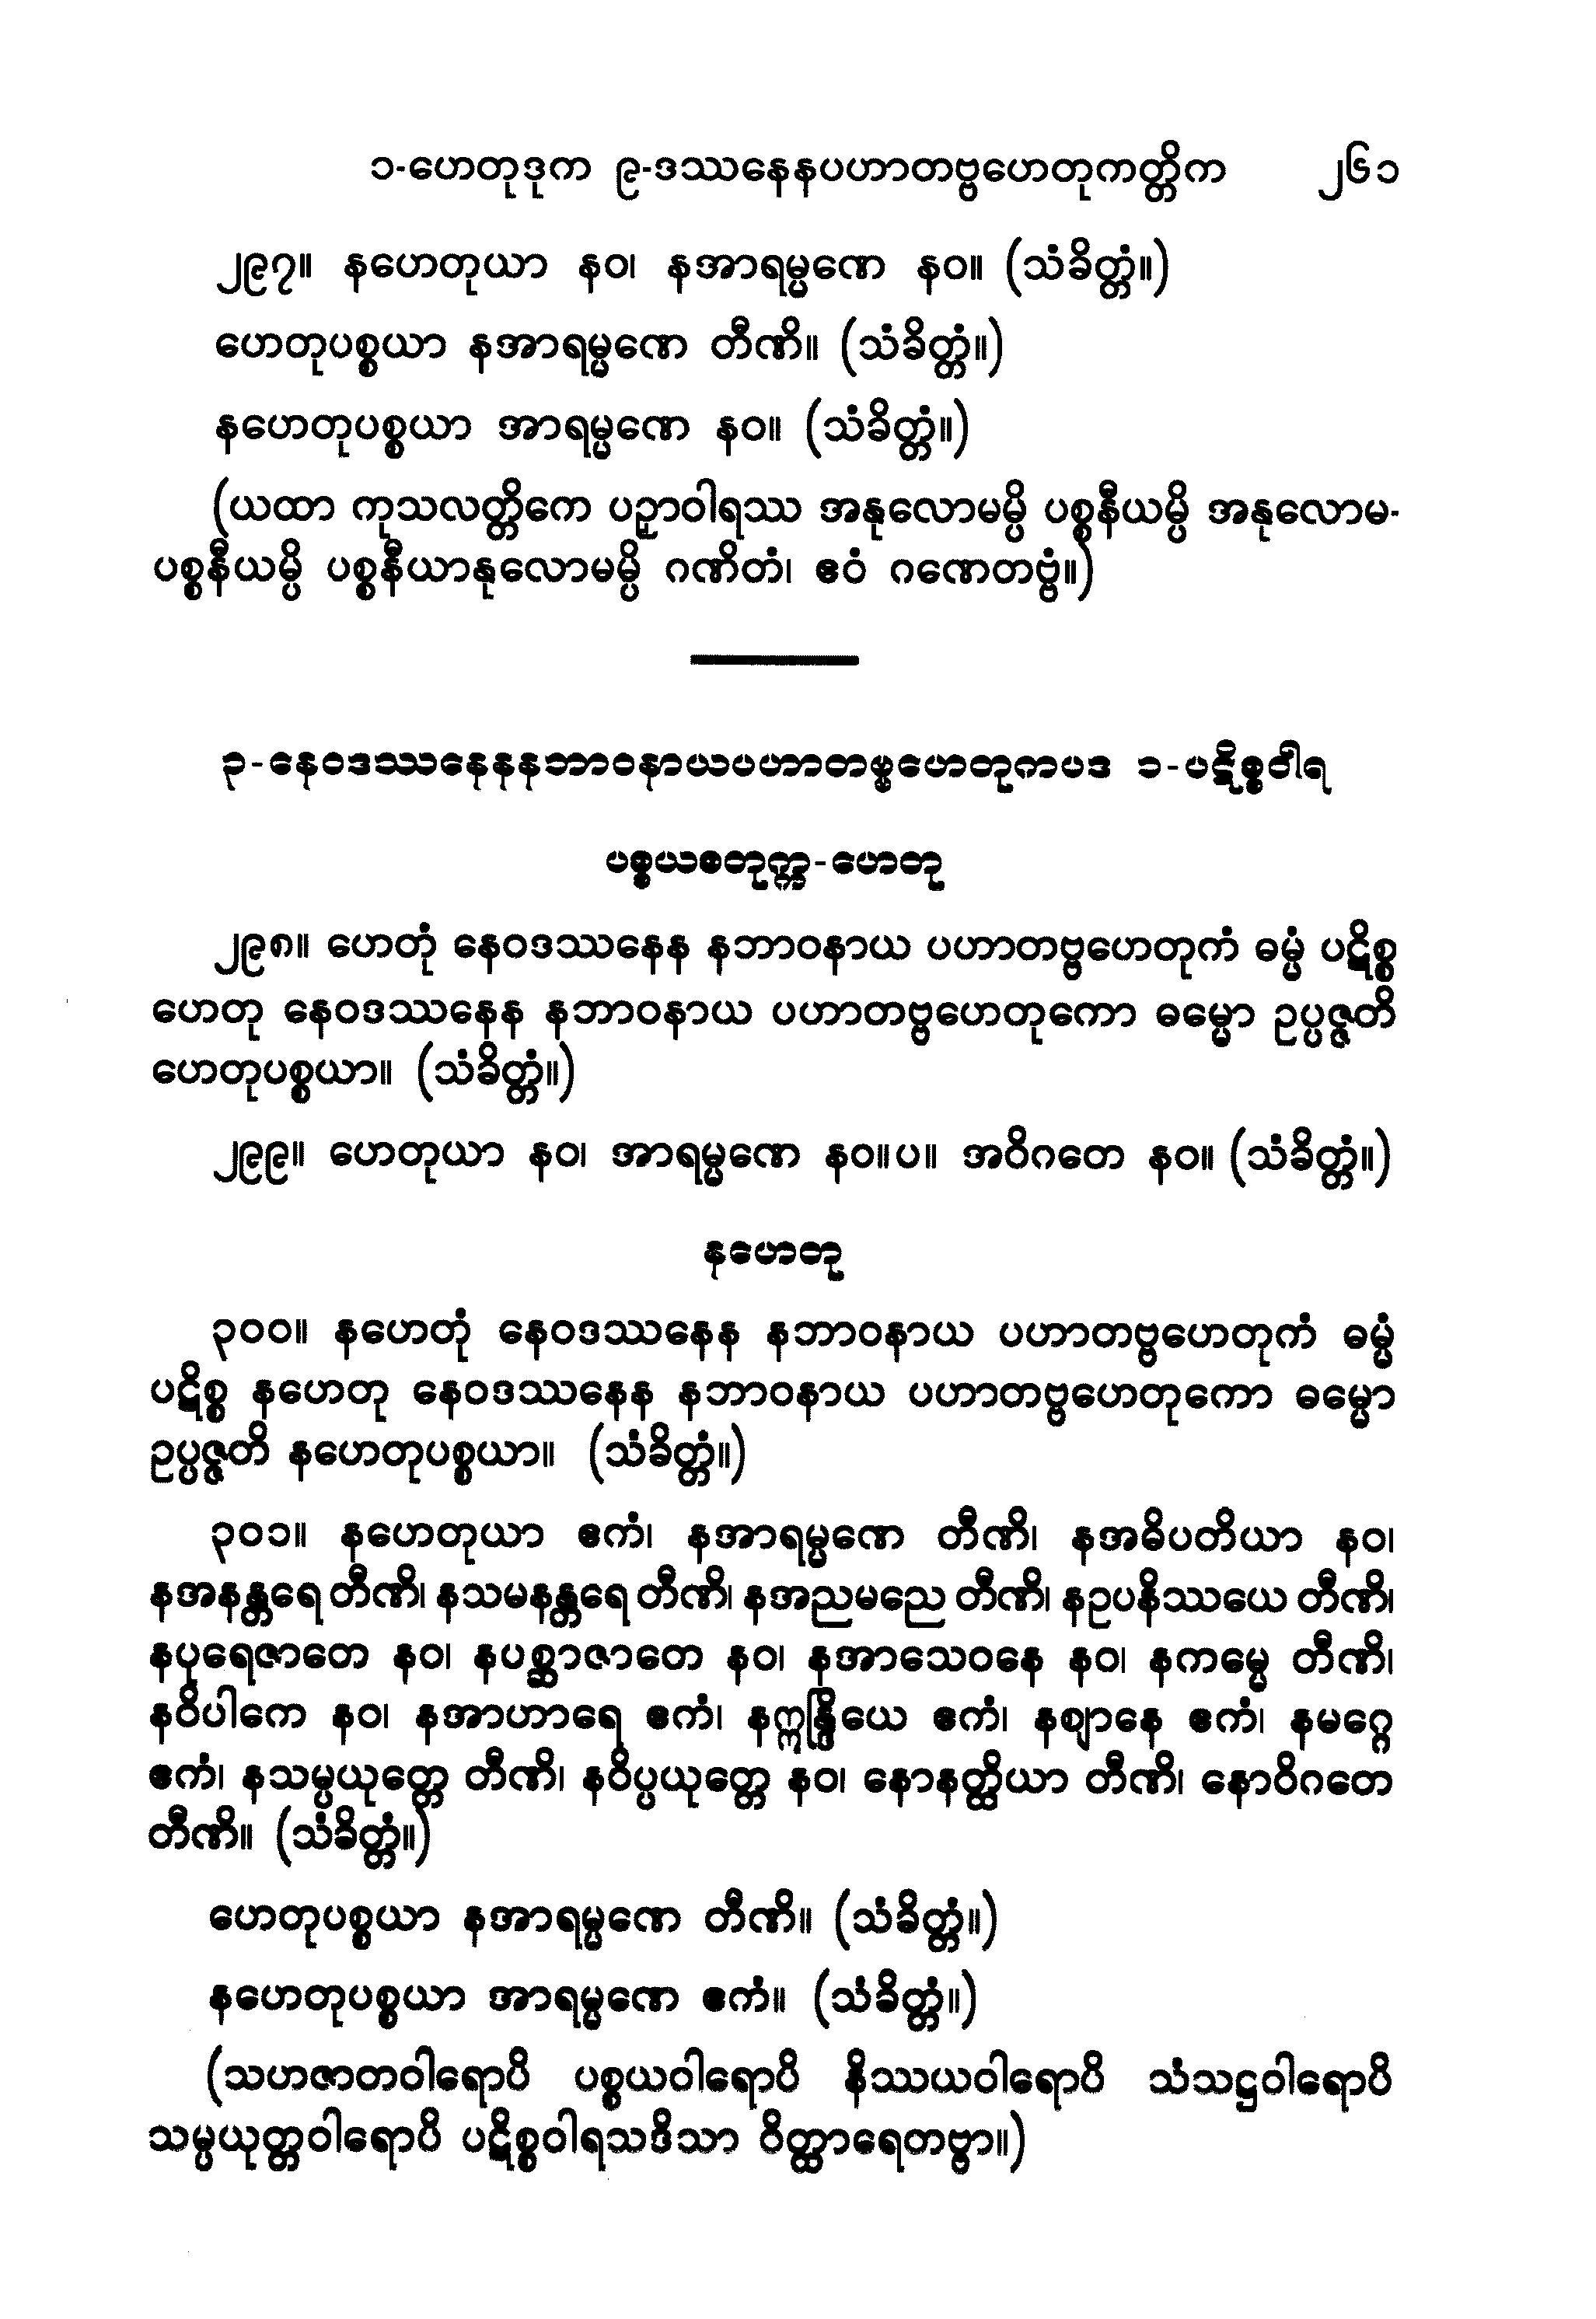 ၁-ဟေတုဒုက ၉-ဒဿနေနပဟာတဗ္ဗဟေတုကတ္တိက ၂၆၁
၂၉၇။ နဟေတုယာ နဝ၊ နအာရမ္မဏေ နဝ။ (သံခိတ္တံ။)
ဟေတုပစ္စယာ နအာရမ္မဏေ တီဏိ။ (သံခိတ္တံ။)
နဟေတုပစ္စယာ အာရမ္မဏေ နဝ။ (သံခိတ္တံ။)
(ယထာ ကုသလတ္တိကေ ပဉှာဝါရဿ အနုလောမမ္ပိ ပစ္စနီယမ္ပိ အနုလောမ-
ပစ္စနီယမ္ပိ ပစ္စနီယာနုလောမမ္ပိ ဂဏိတံ၊ ဧဝံ ဂဏေတဗ္ဗံ။)
၃-နေဝဒဿနေနနဘာဝနာယပဟာတဗ္ဗဟေတုကပဒ ၁-ပဋိစ္စဝါရ
ပစ္စယစတုက္က-ဟေတု
၂၉၈။ ဟေတုံ နေဝဒဿနေန နဘာဝနာယ ပဟာတဗ္ဗဟေတုကံ ဓမ္မံ ပဋိစ္စ
ဟေတု နေဝဒဿနေန နဘာဝနာယ ပဟာတဗ္ဗဟေတုကော ဓမ္မော ဥပ္ပဇ္ဇတိ
ဟေတုပစ္စယာ။ (သံခိတ္တံ။)
၂၉၉။ ဟေတုယာ နဝ၊ အာရမ္မဏေ နဝ။ပ။ အဝိဂတေ နဝ။ (သံခိတ္တံ။)
နဟေတု
၃၀၀။ နဟေတုံ နေဝဒဿနေန နဘာဝနာယ ပဟာတဗ္ဗဟေတုကံ ဓမ္မံ
ပဋိစ္စ နဟေတု နေဝဒဿနေန နဘာဝနာယ ပဟာတဗ္ဗဟေတုကော ဓမ္မော
ဥပ္ပဇ္ဇတိ နဟေတုပစ္စယာ။ (သံခိတ္တံ။)
၃၀၁။ နဟေတုယာ ဧကံ၊ နအာရမ္မဏေ တီဏိ၊ နအဓိပတိယာ နဝ၊
နအနန္တရေ တီဏိ၊ နသမနန္တရေ တီဏိ၊ နအညမညေ တီဏိ၊ နဥပနိဿယေ တီဏိ၊
နပုရေဇာတေ နဝ၊ နပစ္ဆာဇာတေ နဝ၊ နအာသေဝနေ နဝ၊ နကမ္မေ တီဏိ၊
နဝိပါကေ နဝ၊ နအာဟာရေ ဧကံ၊ နဣန္ဒြိယေ ဧကံ၊ နဈာနေ ဧကံ၊ နမဂ္ဂေ
ဧကံ၊ နသမ္ပယုတ္တေ တီဏိ၊ နဝိပ္ပယုတ္တေ နဝ၊ နောနတ္ထိယာ တီဏိ၊ နောဝိဂတေ
တီဏိ။ (သံခိတ္တံ။)
ဟေတုပစ္စယာ နအာရမ္မဏေ တီဏိ။ (သံခိတ္တံ။)
နဟေတုပစ္စယာ အာရမ္မဏေ ဧကံ။ (သံခိတ္တံ။)
(သဟဇာတဝါရောပိ ပစ္စယဝါရောပိ နိဿယဝါရောပိ သံသဋ္ဌဝါရောပိ
သမ္ပယုတ္တဝါရောပိ ပဋိစ္စဝါရသဒိသာ ဝိတ္ထာရေတဗ္ဗာ။)